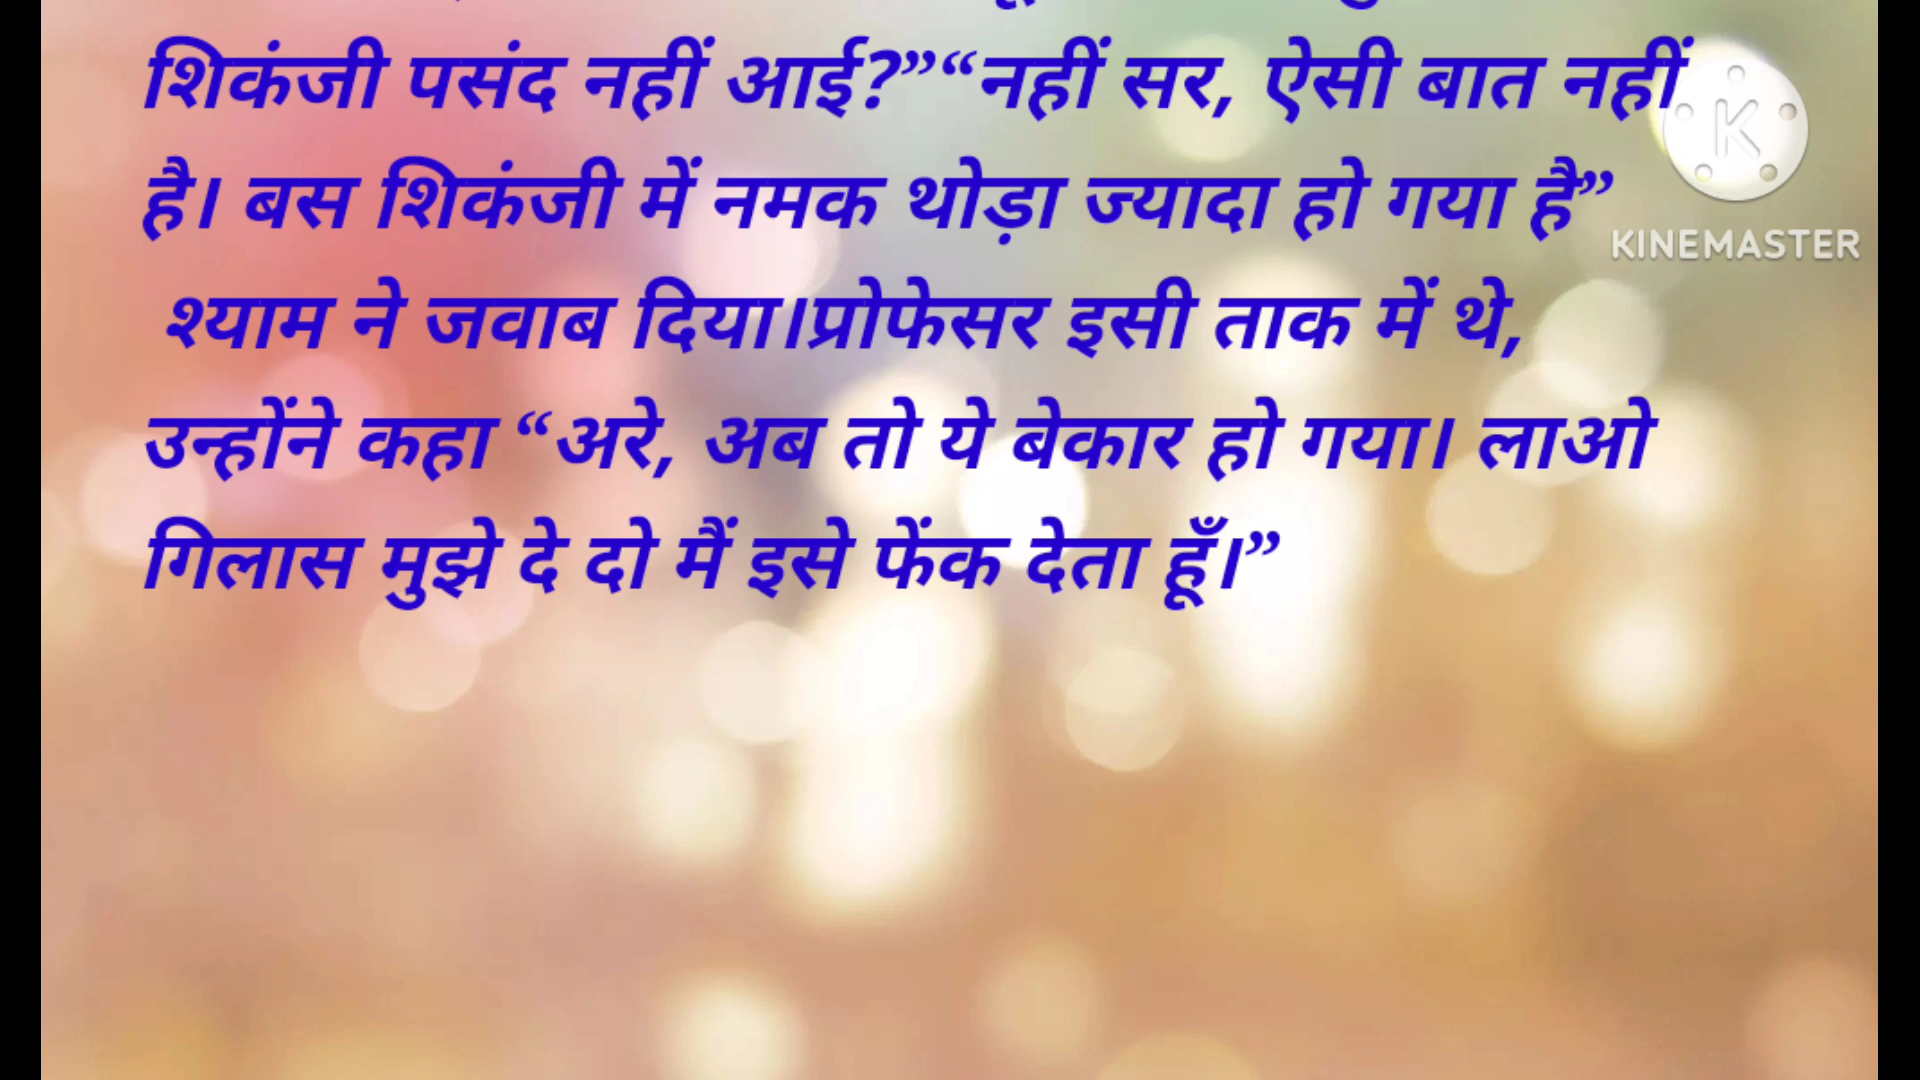 शिकंजी पसंद नहीं आई?”“नहीं सर, ऐसी बात नहीं
है। बस शिकंजी में नमक थोड़ा ज्यादा हो गया है”
श्याम ने जवाब दिया।प्रोफेसर इसी ताक में थे,
उन्होंने कहा “अरे, अब तो ये बेकार हो गया। लाओ
गिलास मुझे दे दो मैं इसे फेंक देता हूँ।”
K
KINEMASTER